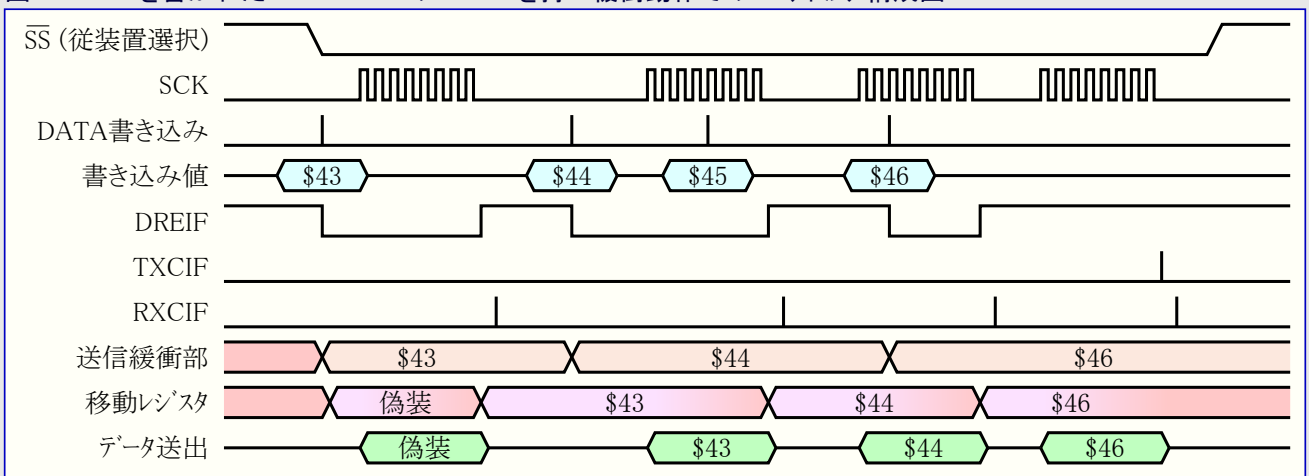 SS (従装置選択)
SCK
DATA書き込み
書き込み値 $43 $44 $45 $46
DREIF
TXCIF
RXCIF
送信緩衝部 $43 $44 $46
移動レジスタ 偽装 $43 $44 $46
データ送出 偽装 $43 $44 $46